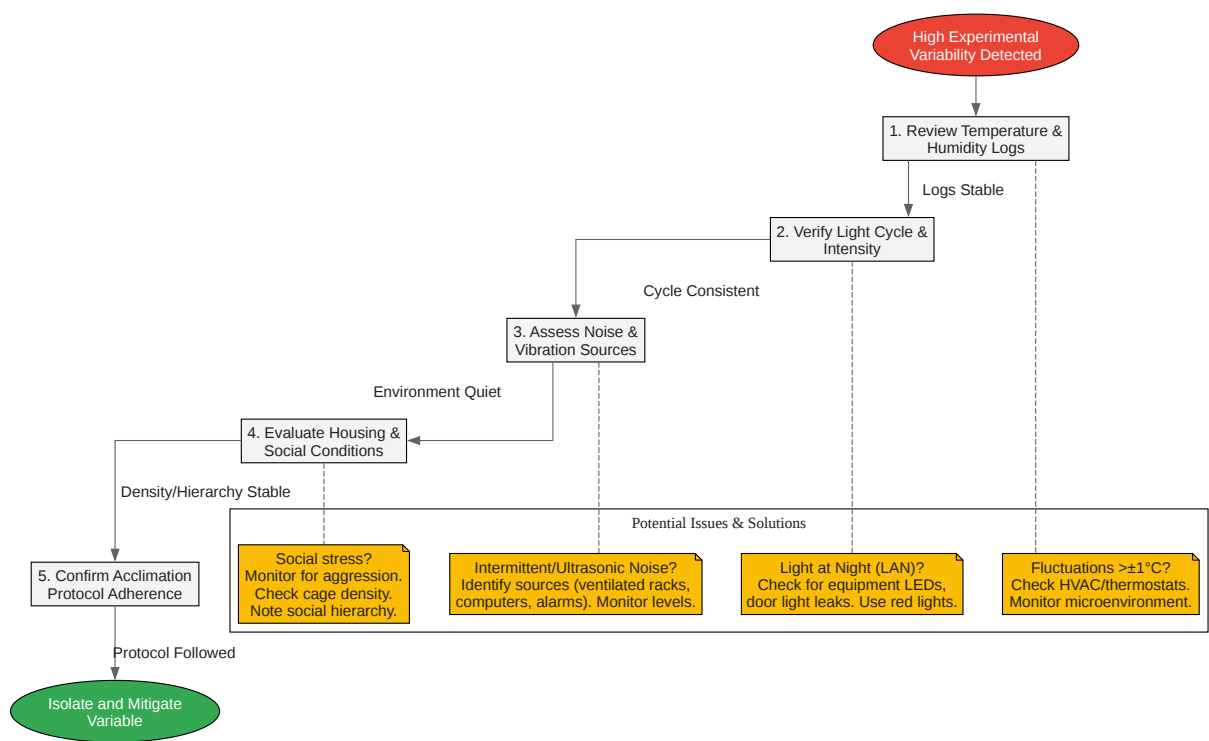 High Experimental
Variability Detected
1. Review Temperature &
Humidity Logs
Logs Stable
2. Verify Light Cycle &
Intensity
Cycle Consistent
3. Assess Noise &
Vibration Sources
Environment Quiet
4. Evaluate Housing &
Social Conditions
Density/Hierarchy Stable
Potential Issues & Solutions
Social stress?
Monitor for aggression.
Check cage density.
Note social hierarchy.
Intermittent/Ultrasonic Noise?
Identify sources (ventilated racks,
computers, alarms). Monitor levels.
Light at Night (LAN)?
Check for equipment LEDs,
door light leaks. Use red lights.
Fluctuations >±1°C?
Check HVAC/thermostats.
Monitor microenvironment.
5. Confirm Acclimation
Protocol Adherence
Protocol Followed
Isolate and Mitigate
Variable